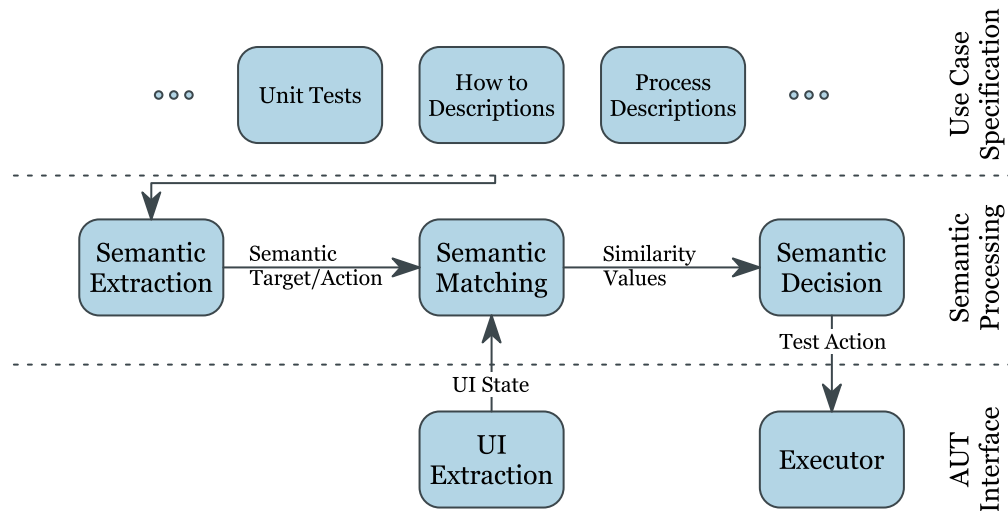 Unit Tests
How to
Descriptions
Process
Descriptions
Use Case
Specification
Semantic
Extraction
Semantic
Target/Action
Semantic
Matching
Similarity
Values
Semantic
Decision
Semantic
Processing
Test Action
UI State
UI
Extraction
Executor
AUT
Interface